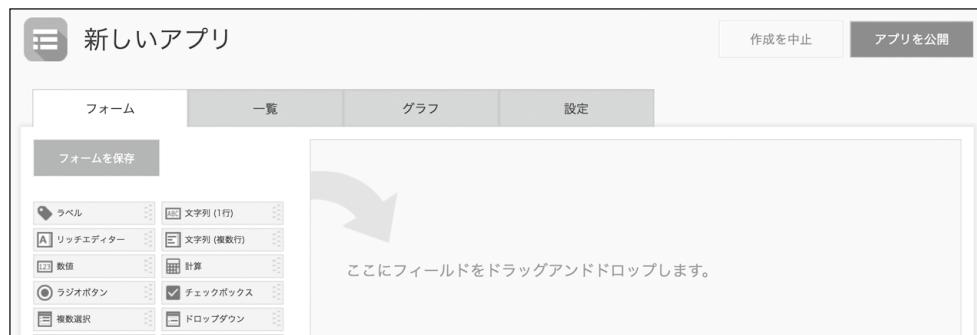 新しいアプリ
作成を中止
アプリを公開
フォーム
一覧
グラフ
設定
フォームを保存
ラベル
ABC 文字列 (1行)
A リッチエディター
文字列 (複数行)
123 数値
計算
ラジオボタン
チェックボックス
複数選択
ドロップダウン
ここにフィールドをドラッグアンドドロップします。